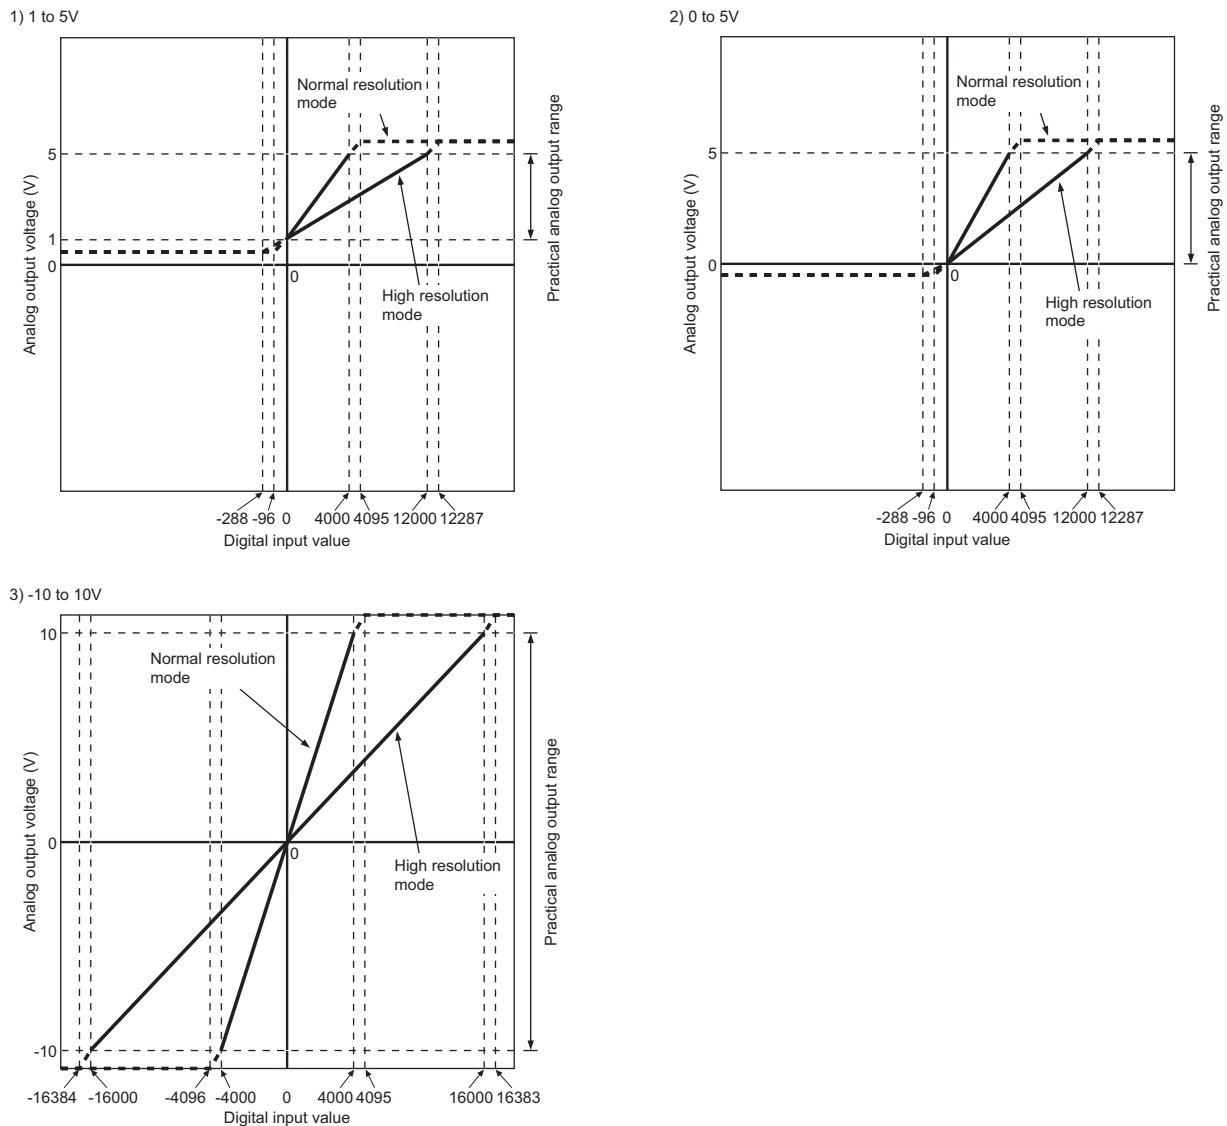 1) 1 to 5V
Normal resolution
mode
5
1
0
0
High resolution
mode
Analog output voltage (V)
Practical analog output range
-288 -96 0 4000 4095 12000 12287
Digital input value
2) 0 to 5V
Normal resolution
mode
5
0
0
High resolution
mode
Analog output voltage (V)
Practical analog output range
-288 -96 0 4000 4095 12000 12287
Digital input value
3) -10 to 10V
10
Normal resolution
mode
0
0
High resolution
mode
-10
Analog output voltage (V)
Practical analog output range
-16384 -16000 -4096 -4000 0 4000 4095 16000 16383
Digital input value